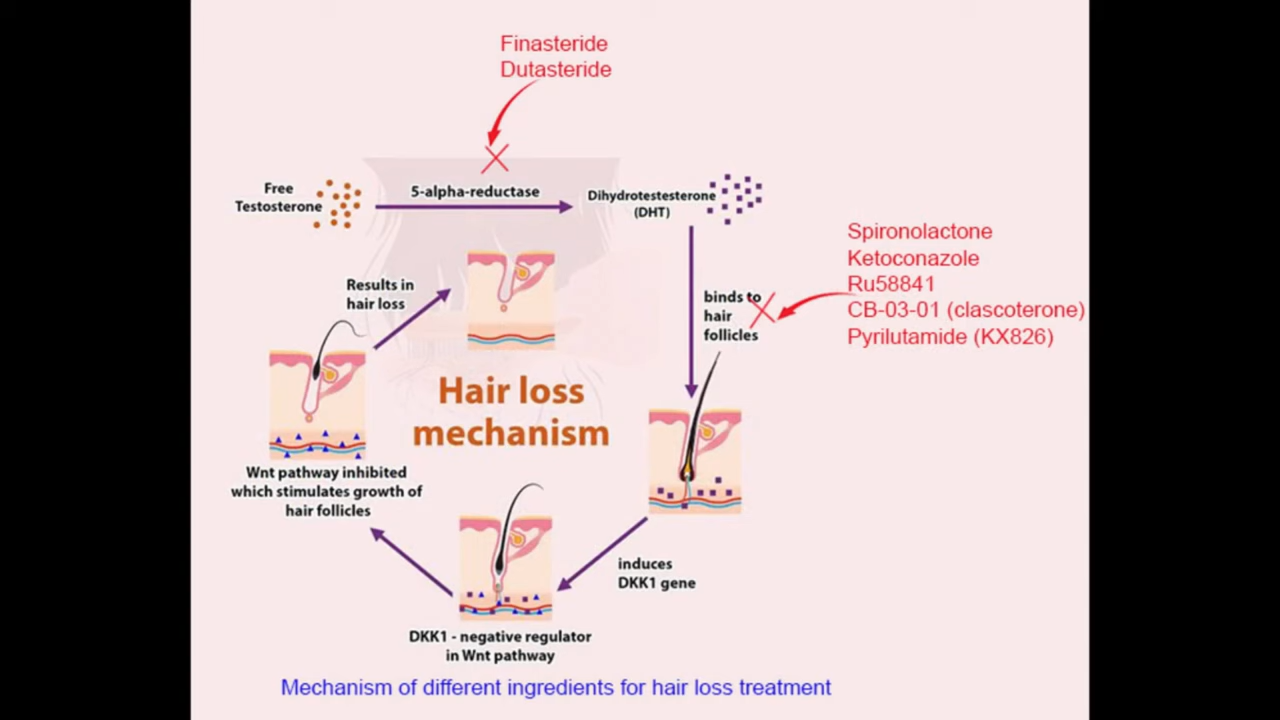 Finasteride
Dutasteride
Free
Testosterone
5-alpha-reductase
Dihydrotestesterone
(DHT)
Spironolactone
Ketoconazole
Ru58841
CB-03-01 (clascoterone)
Pyrilutamide (KX826)
binds to
hair
follicles
Results in
hair loss
Hair loss
mechanism
Wnt pathway inhibited
which stimulates growth of
hair follicles
induces
DKK1 gene
DKK1 - negative regulator
in Wnt pathway
Mechanism of different ingredients for hair loss treatment